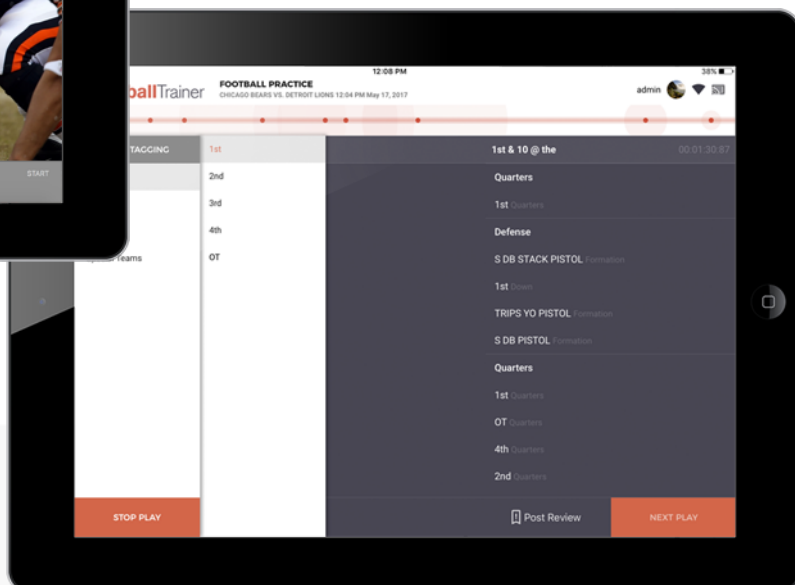 START
12:08 PM
38%
ballTrainer
FOOTBALL PRACTICE
CHICAGO BEARS VS. DETROIT LIONS 12:04 PM May 17, 2017
admin
TAGGING
1st
2nd
3rd
4th
OT
Teams
STOP PLAY
1st & 10 @ the
00:01:30:87
Quarters
1st Quarters
Defense
S DB STACK PISTOL Formation
1st Down
TRIPS YO PISTOL Formation
S DB PISTOL Formation
Quarters
1st Quarters
OT Quarters
4th Quarters
2nd Quarters
Post Review
NEXT PLAY